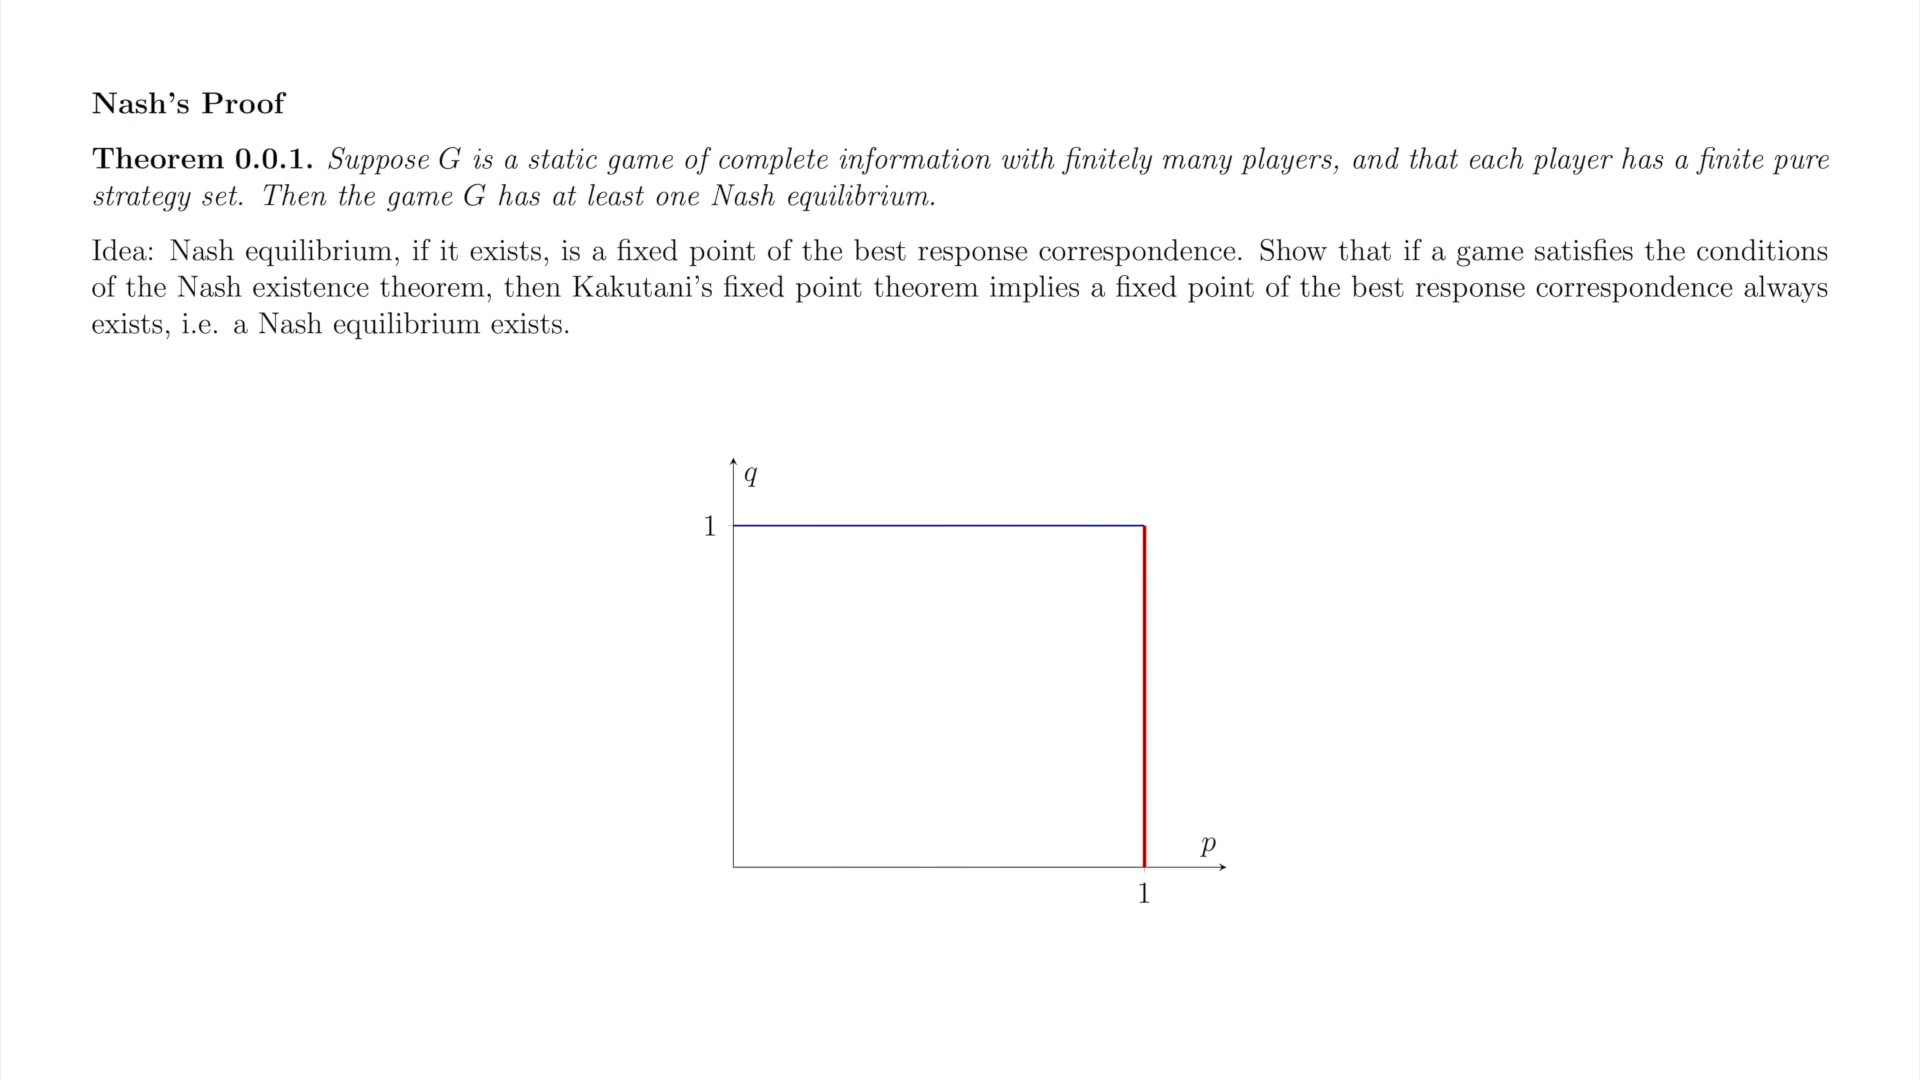 Nash's Proof
Theorem 0.0.1. Suppose G is a static game of complete information with finitely many players, and that each player has a finite pure
strategy set. Then the game G has at least one Nash equilibrium.
Idea: Nash equilibrium, if it exists, is a fixed point of the best response correspondence. Show that if a game satisfies the conditions
of the Nash existence theorem, then Kakutani's fixed point theorem implies a fixed point of the best response correspondence always
exists, i.e. a Nash equilibrium exists.
q
1
p
1